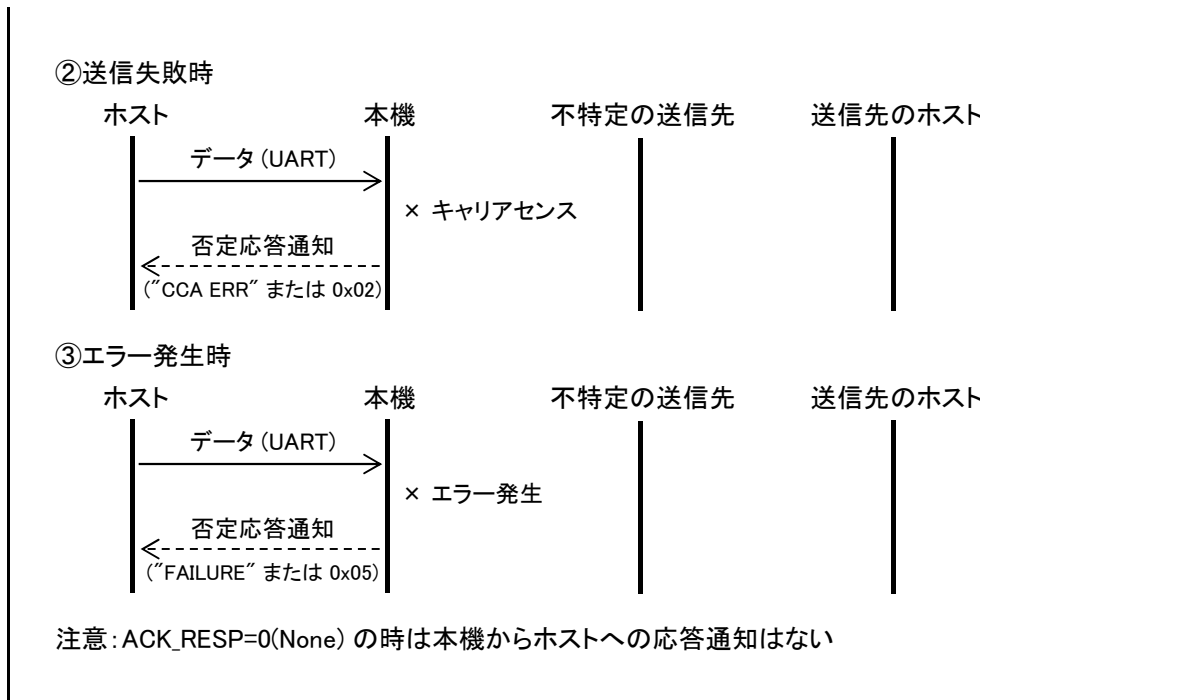 ②送信失敗時
ホスト 本機 不特定の送信先 送信先のホスト
データ (UART)
× キャリアセンス
否定応答通知
("CCA ERR" または 0x02)
③エラー発生時
ホスト 本機 不特定の送信先 送信先のホスト
データ (UART)
× エラー発生
否定応答通知
("FAILURE" または 0x05)
注意:ACK_RESP=0(None) の時は本機からホストへの応答通知はない